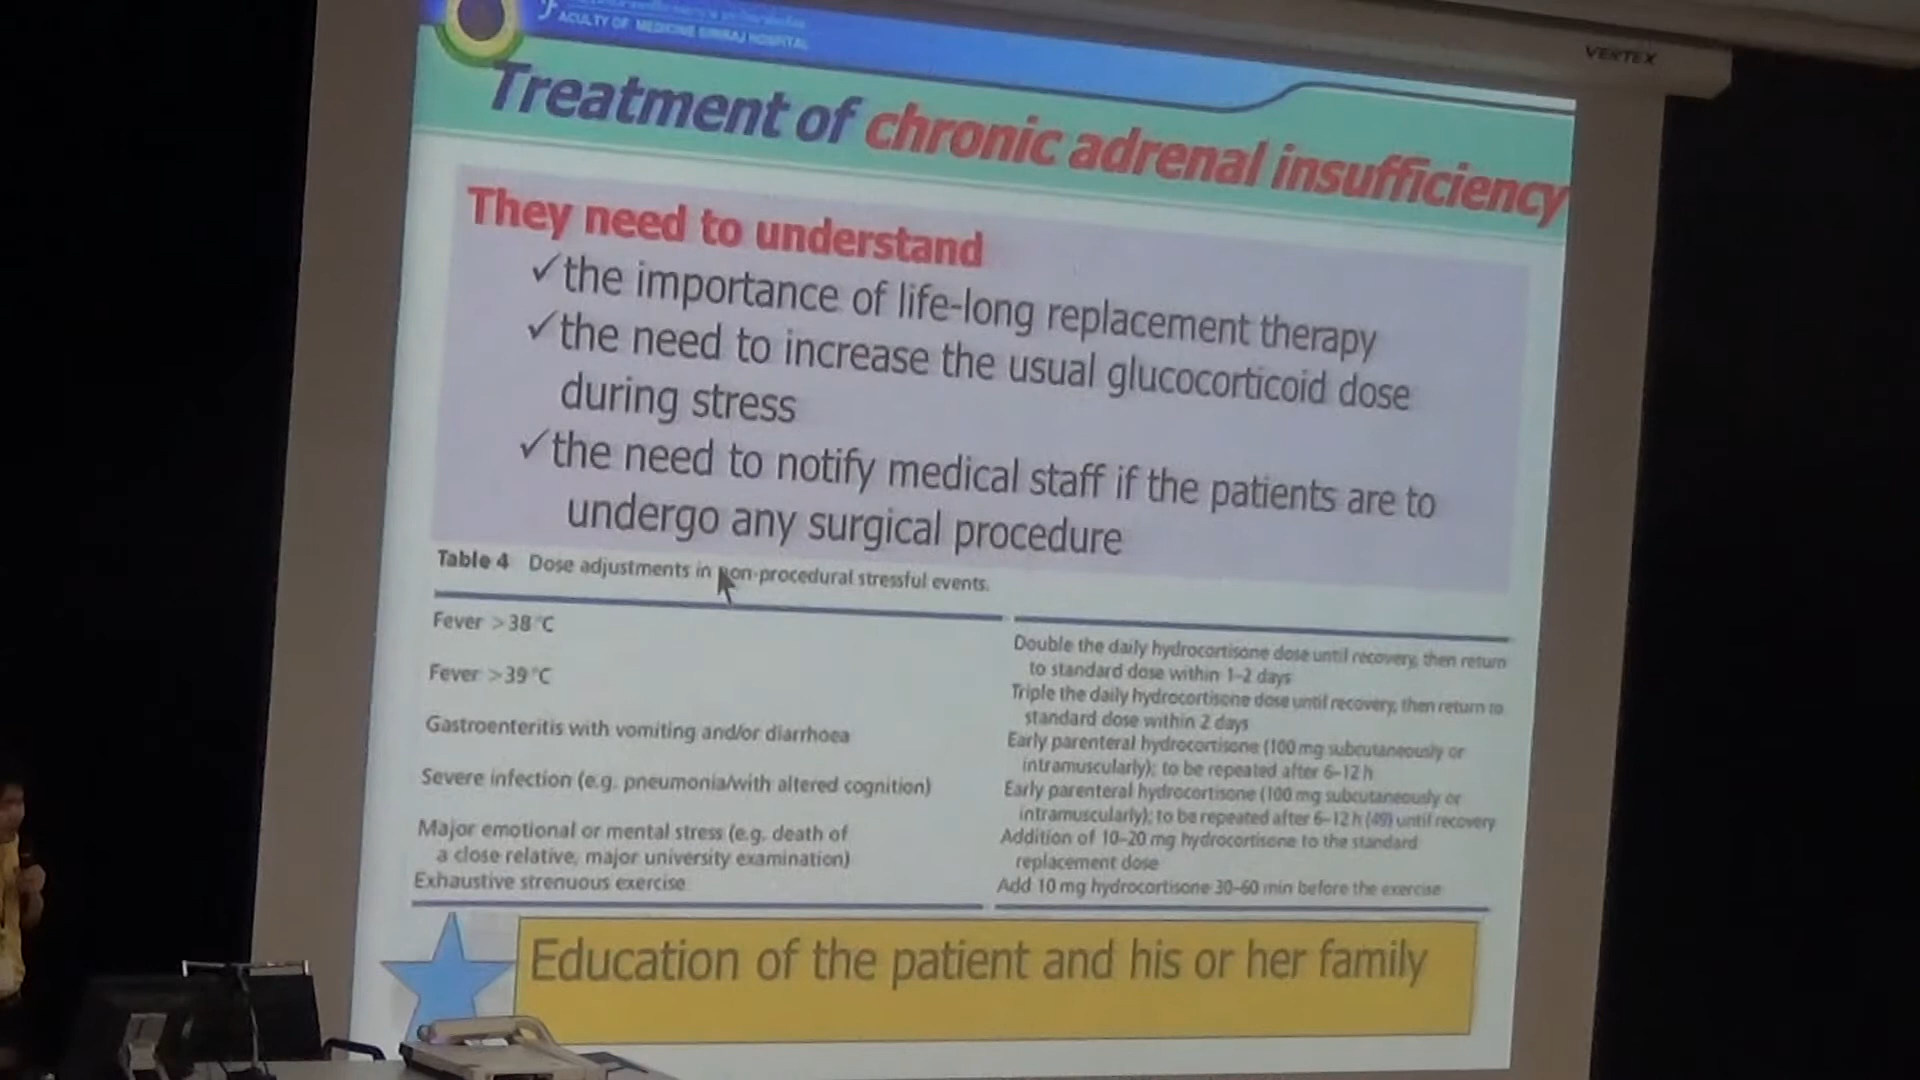 FACULTY OF MEDICINE SIRIRAJ HOSPITAL
VERTEX
Treatment of chronic adrenal insufficiency
They need to understand
✓the importance of life-long replacement therapy
✓the need to increase the usual glucocorticoid dose
during stress
✓the need to notify medical staff if the patients are to
undergo any surgical procedure
Table 4 Dose adjustments in non-procedural stressful events.
Fever >38 °C
Double the daily hydrocortisone dose until recovery, then return
to standard dose within 1–2 days
Fever >39 °C
Triple the daily hydrocortisone dose until recovery, then return to
standard dose within 2 days
Gastroenteritis with vomiting and/or diarrhoea
Early parenteral hydrocortisone (100 mg subcutaneously or
intramuscularly); to be repeated after 6–12 h
Severe infection (e.g. pneumonia/with altered cognition)
Early parenteral hydrocortisone (100 mg subcutaneously or
intramuscularly); to be repeated after 6–12 h (49) until recovery
Major emotional or mental stress (e.g. death of
a close relative, major university examination)
Addition of 10–20 mg hydrocortisone to the standard
replacement dose
Exhaustive strenuous exercise
Add 10 mg hydrocortisone 30–60 min before the exercise
Education of the patient and his or her family